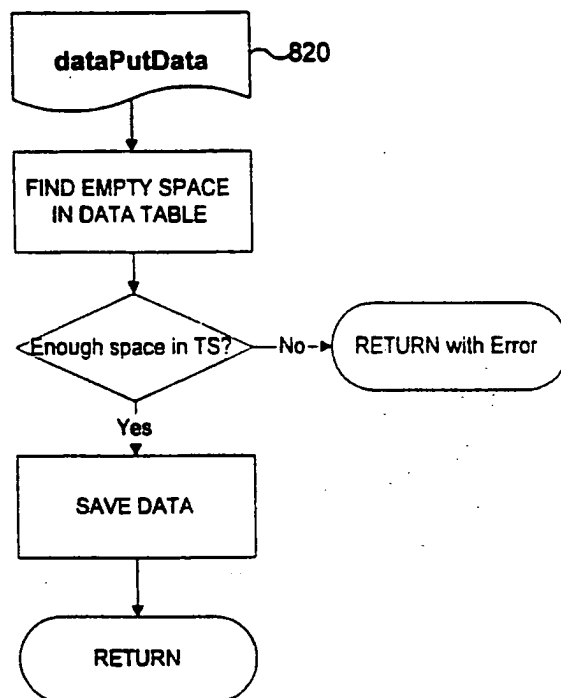 dataPutData
820
FIND EMPTY SPACE
IN DATA TABLE
Enough space in TS?
No
RETURN with Error
Yes
SAVE DATA
RETURN